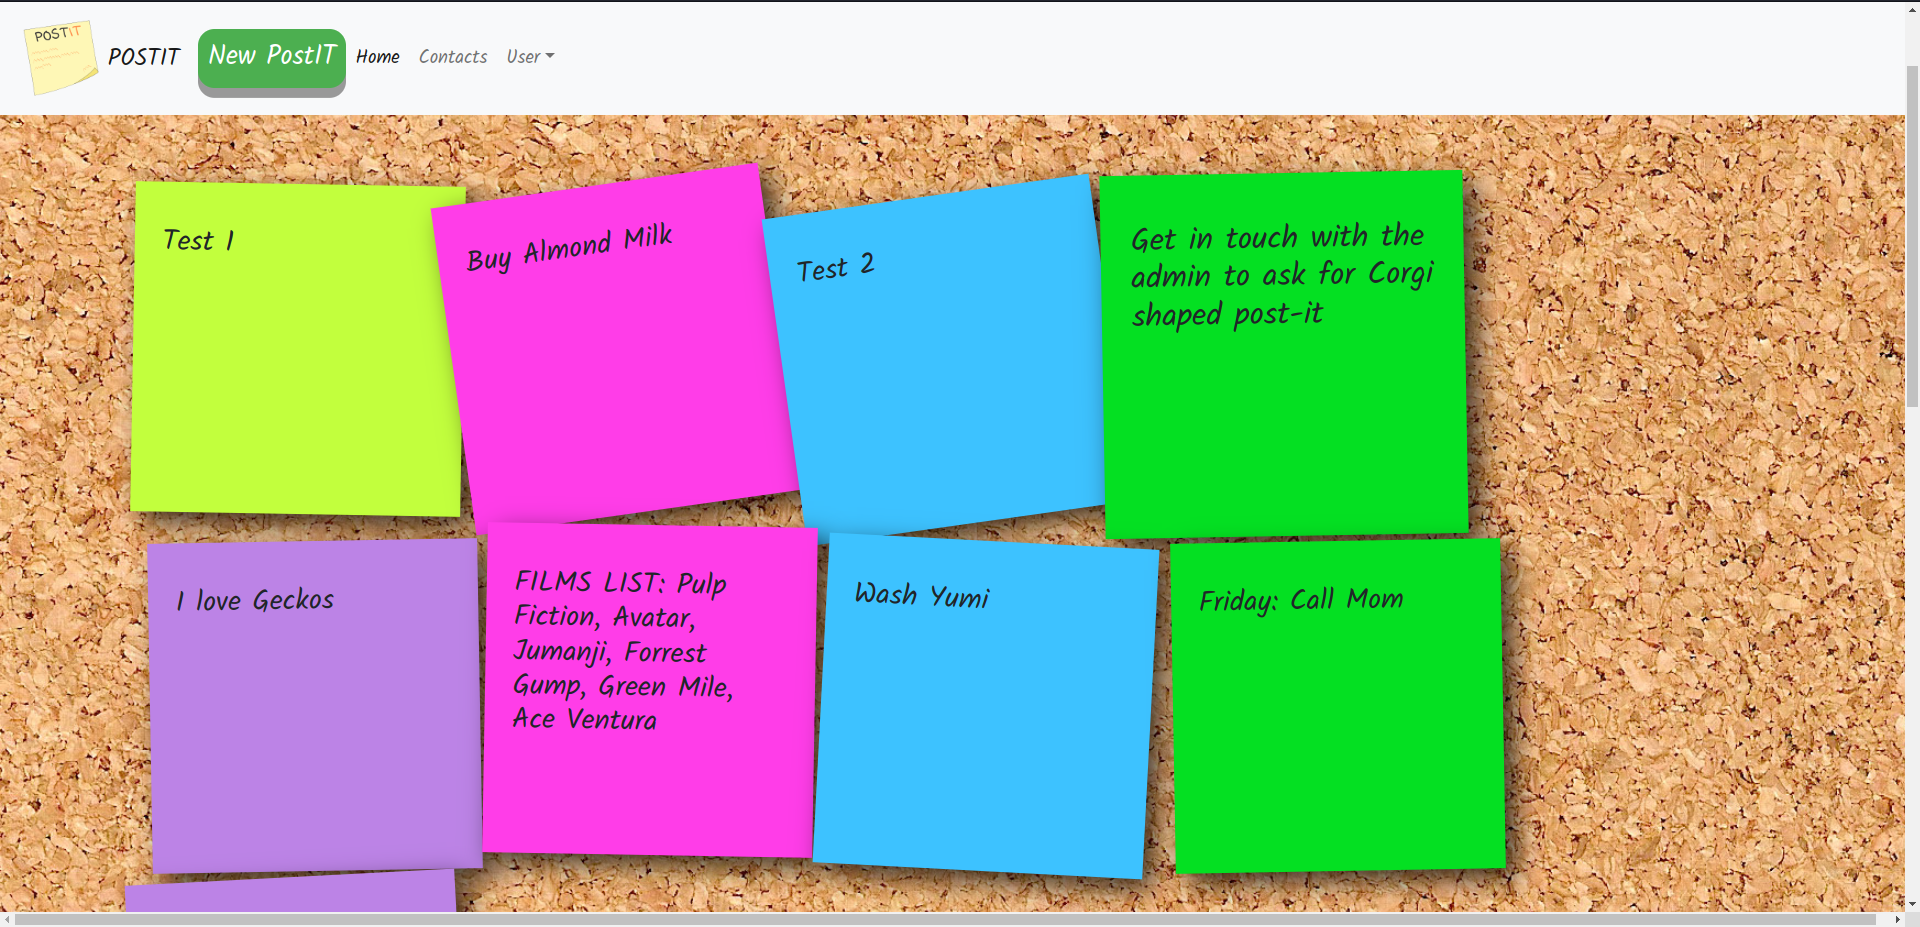 POSTIT
POSTIT
New PostIT
Home
Contacts
User
Test 1
Buy Almond Milk
Test 2
Get in touch with the
admin to ask for Corgi
shaped post-it
I love Geckos
FILMS LIST: Pulp
Fiction, Avatar,
Jumanji, Forrest
Gump, Green Mile,
Ace Ventura
Wash Yumi
Friday: Call Mom